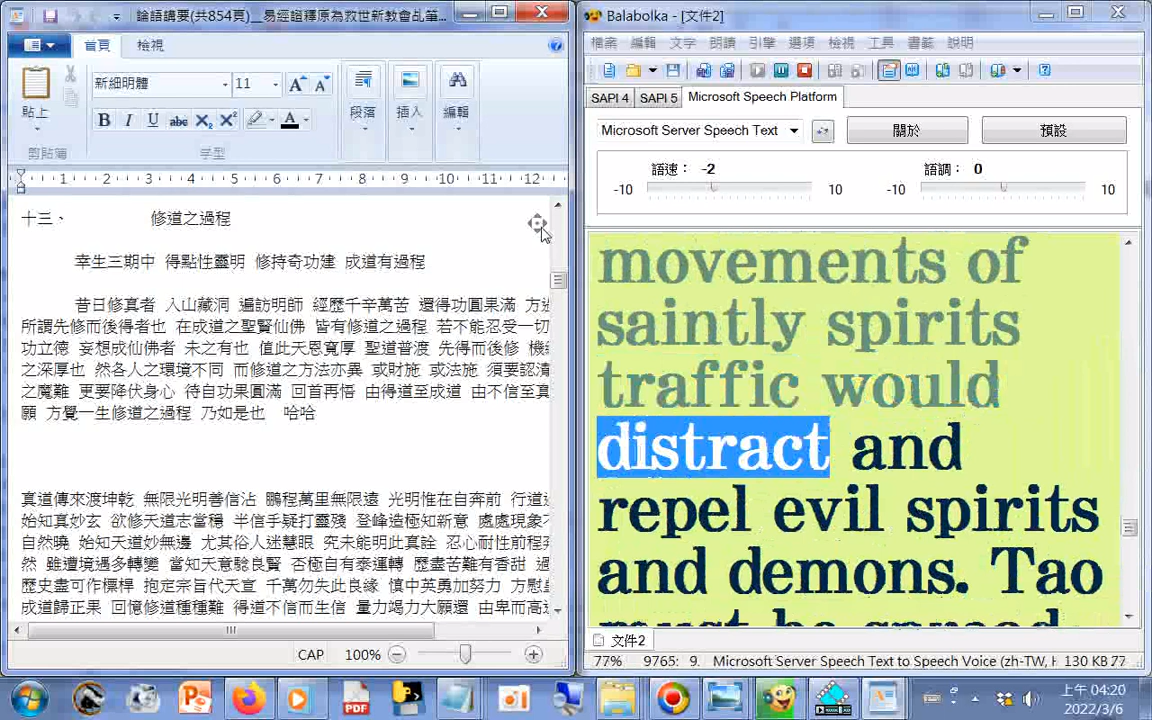 論語講要(共854頁)__易經證釋原為救世新教會乩筆...
首頁
檢視
新細明體
11
貼上
段落
插入
編輯
剪貼簿
字型
1 2 3 4 5 6 7 8 9 10 11 12
十三、 修道之過程
幸生三期中 得點性靈明 修持奇功建 成道有過程
昔日修真者 入山藏洞 遍訪明師 經歷千辛萬苦 還得功圓果滿 方
所謂先修而後得者也 在成道之聖賢仙佛 皆有修道之過程 若不能忍受一切
功立德 妄想成仙佛者 未之有也 值此天恩寬厚 聖道普渡 先得而後修 機
之深厚也 然各人之環境不同 而修道之方法亦異 或財施 或法施 須要認清
之魔難 更要降伏身心 待自功果圓滿 回首再悟 由得道至成道 由不信至真
願 方覺一生修道之過程 乃如是也 哈哈
真道傳來渡坤乾 無限光明善信沾 鵬程萬里無限遠 光明惟在自奔前 行道
始知真妙玄 欲修天道志當穩 半信半疑打靈殘 登峰造極知新意 處處現象
自然曉 始知天道妙無邊 尤其俗人迷慧眼 究未能明此真詮 忍心耐性前程
然 雖遭境遇多轉變 當知天意驗良賢 否極自有泰運轉 歷盡苦難有香甜 過
歷史盡可作標桿 抱定宗旨代天宣 千萬勿失此良緣 慎中英勇加努力 方慰
成道歸正果 回憶修道種種難 得道不信而生信 量力竭力大願還 由卑而高
CAP 100%
Balabolka - [文件2]
檔案 編輯 文字 朗讀 引擎 選項 檢視 工具 書籤 說明
SAPI 4 SAPI 5 Microsoft Speech Platform
Microsoft Server Speech Text
關於
預設
語速: -2
語調: 0
-10 10 -10 10
movements of
saintly spirits
traffic would
distract and
repel evil spirits
and demons. Tao
must be spread
文件2
77% 9765: 9. Microsoft Server Speech Text to Speech Voice (zh-TW, H 130 KB 77
上午 04:20
2022/3/6